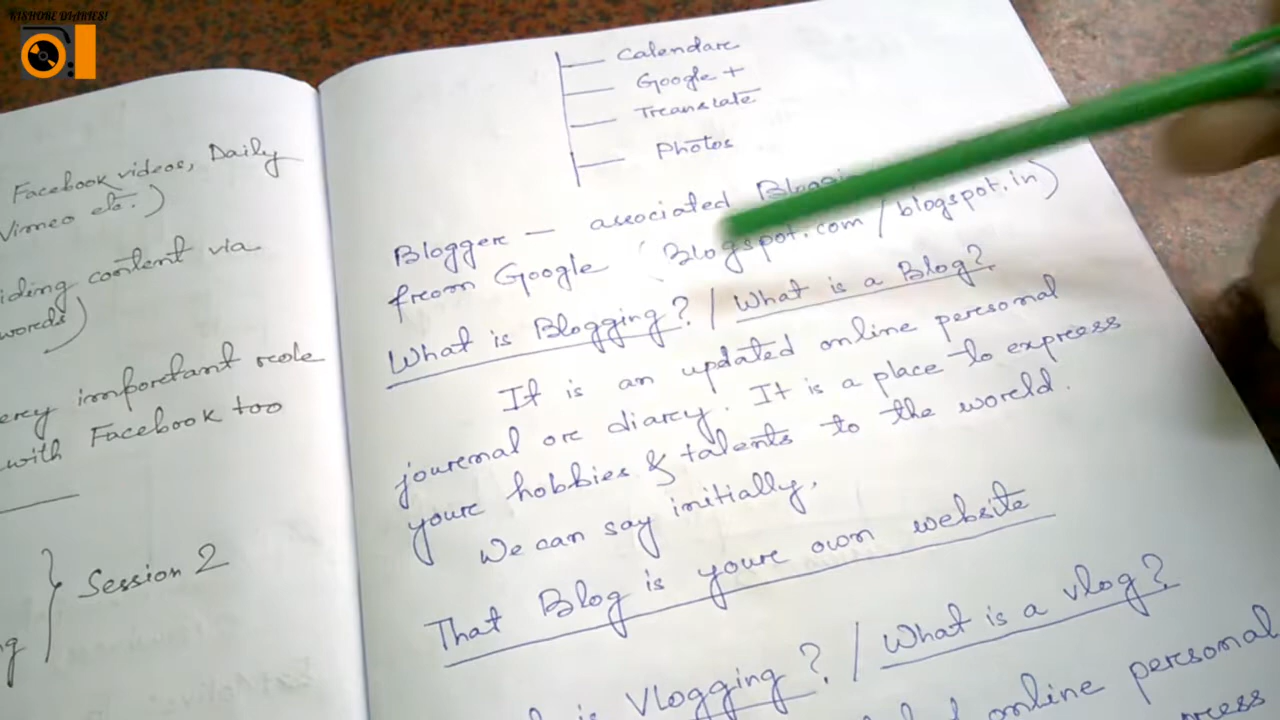 KISHORE DIARIES!
Facebook videos, Daily
Vimeo etc.)
iding content via
words)
ery important role
with Facebook too
Session 2
Calendar
Google +
Translate
Photos
Blogger - associated
from Google (Blogspot.com / blogspot.in)
What is Blogging? / What is a Blog?
It is an updated online personal
journal or diary. It is a place to express
your hobbies & talents to the world.
We can say initially,
That Blog is your own website
is Vlogging? / What is a vlog?
online personal